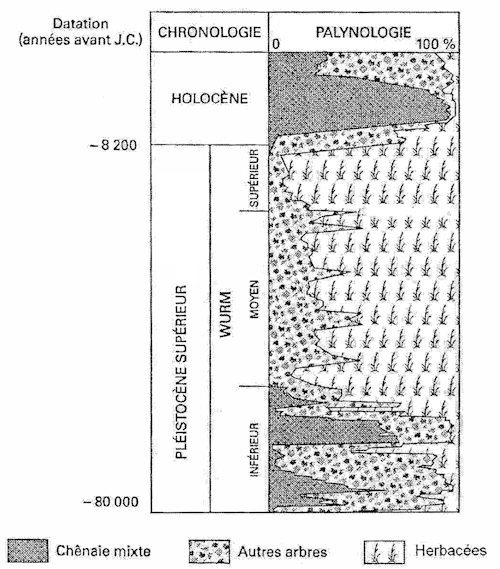 Datation
(années avant J.C.)
CHRONOLOGIE
PALYNOLOGIE
0
100 %
HOLOCÈNE
– 8 200
PLÉISTOCÈNE SUPÉRIEUR
WURM
SUPÉRIEUR
MOYEN
INFÉRIEUR
– 80 000
Chênaie mixte
Autres arbres
Herbacées